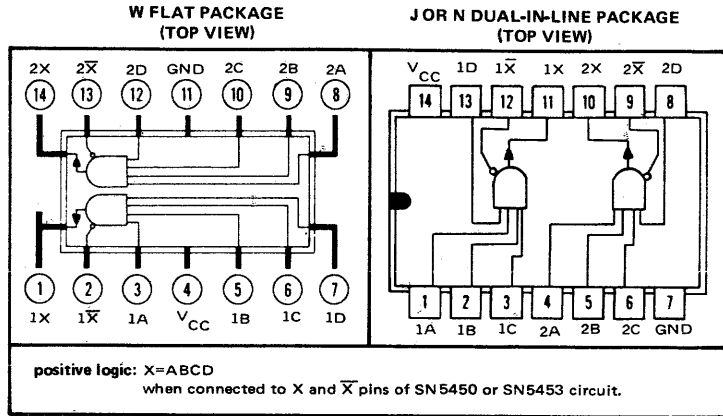 W FLAT PACKAGE
(TOP VIEW)
2X 2X̅ 2D GND 2C 2B 2A
14 13 12 11 10 9 8
1 2 3 4 5 6 7
1X 1X̅ 1A VCC 1B 1C 1D
J OR N DUAL-IN-LINE PACKAGE
(TOP VIEW)
VCC 1D 1X̅ 1X 2X 2X̅ 2D
14 13 12 11 10 9 8
1 2 3 4 5 6 7
1A 1B 1C 2A 2B 2C GND
positive logic: X=ABCD
when connected to X and X̅ pins of SN5450 or SN5453 circuit.